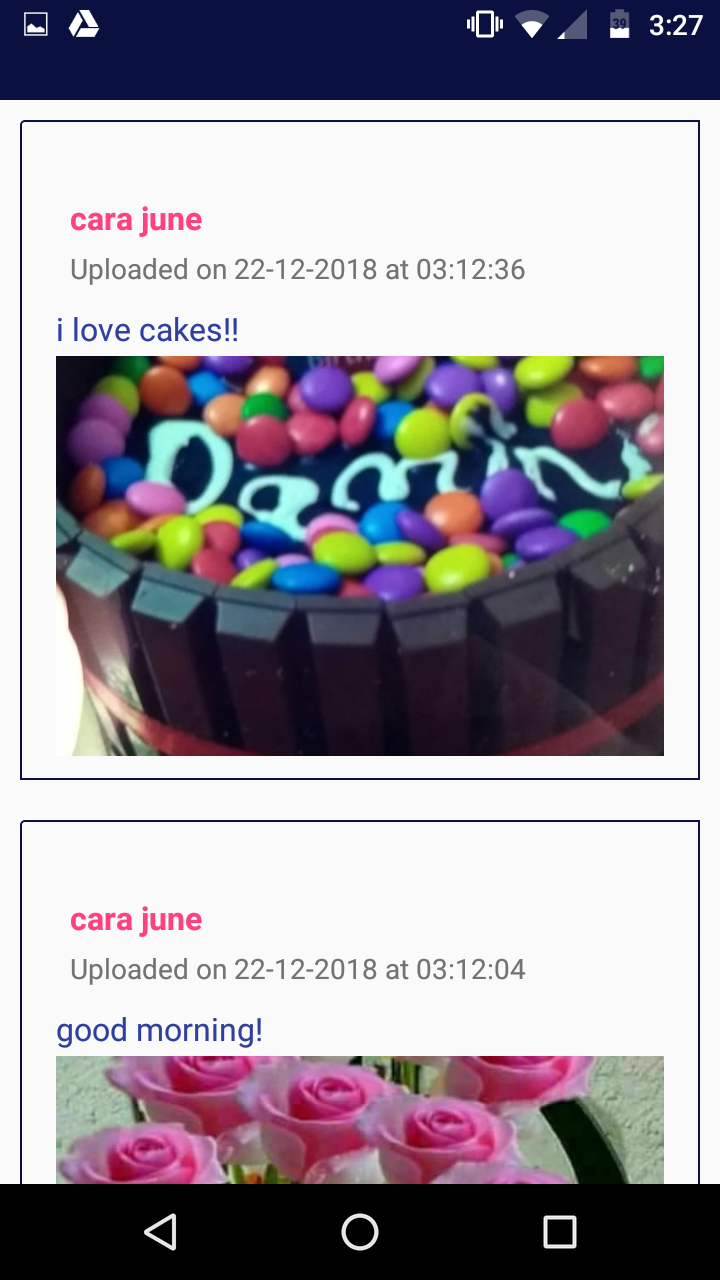 39 3:27
cara june
Uploaded on 22-12-2018 at 03:12:36
i love cakes!!
cara june
Uploaded on 22-12-2018 at 03:12:04
good morning!